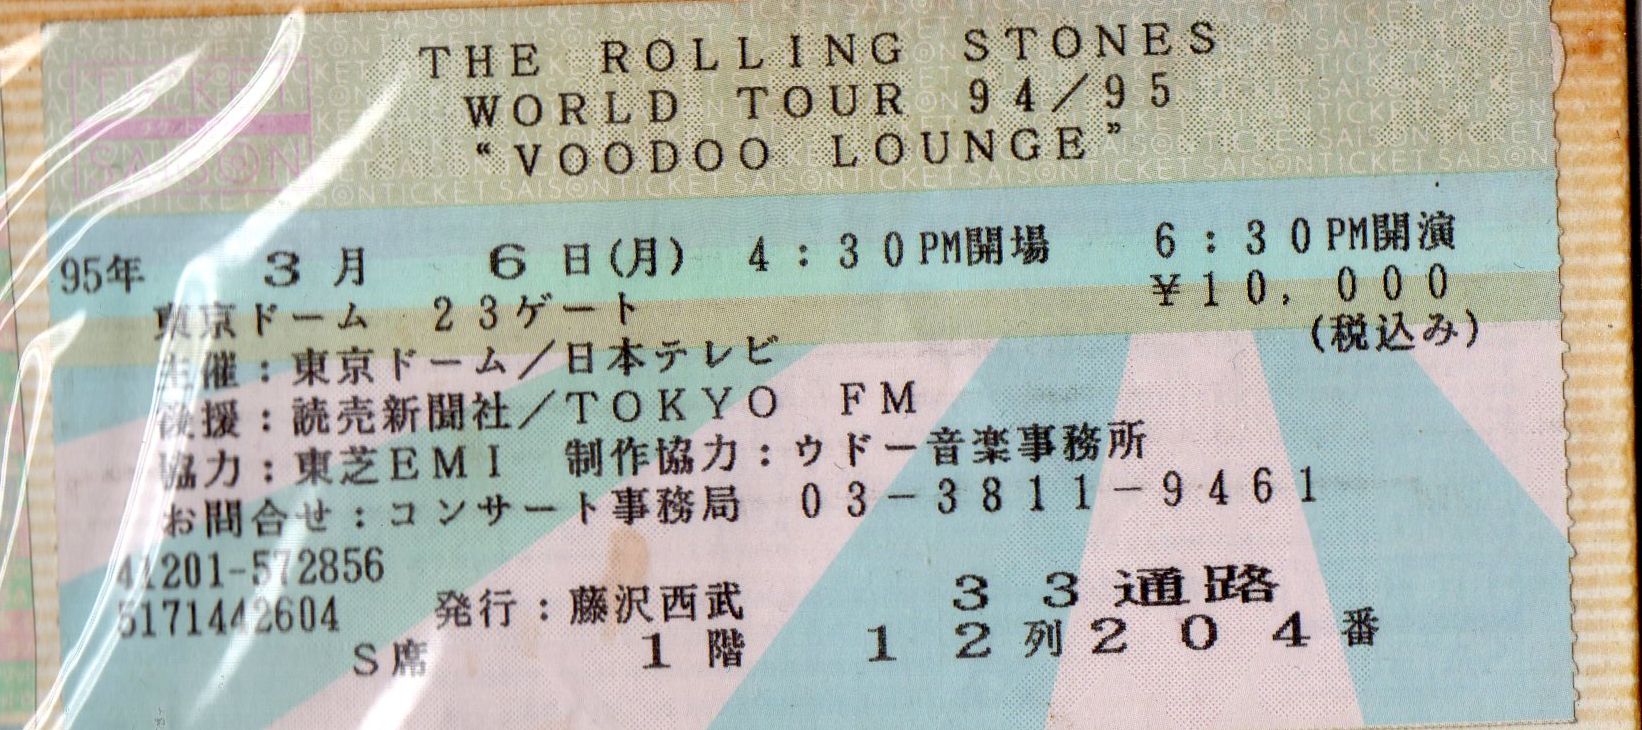 THE ROLLING STONES
WORLD TOUR 94/95
“VOODOO LOUNGE”
TICKET
チケット
SAISON
95年 3月 6日(月) 4:30PM開場 6:30PM開演
¥10,000
東京ドーム 23ゲート
(税込み)
主催:東京ドーム/日本テレビ
後援:読売新聞社/TOKYO FM
協力:東芝EMI 制作協力:ウドー音楽事務所
お問合せ:コンサート事務局 03-3811-9461
41201-572856
5171442604 発行:藤沢西武 33通路
S席 1階 12列204番